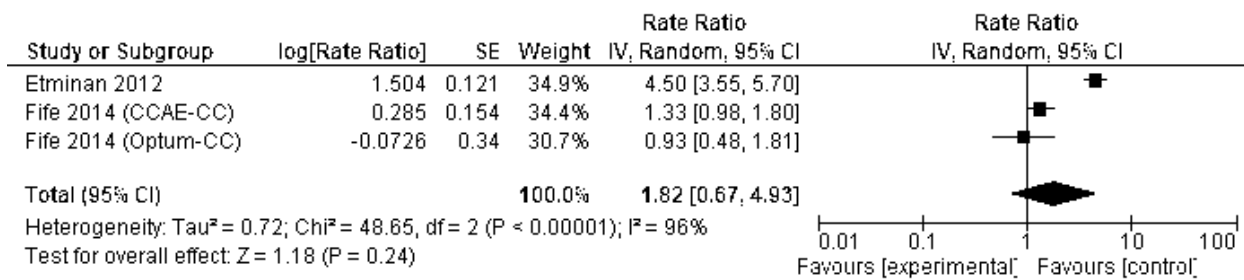 Rate Ratio Rate Ratio
Study or Subgroup log[Rate Ratio] SE Weight IV, Random, 95% CI IV, Random, 95% CI
Etminan 2012 1.504 0.121 34.9% 4.50 [3.55, 5.70]
Fife 2014 (CCAE-CC) 0.285 0.154 34.4% 1.33 [0.98, 1.80]
Fife 2014 (Optum-CC) -0.0726 0.34 30.7% 0.93 [0.48, 1.81]
Total (95% CI) 100.0% 1.82 [0.67, 4.93]
Heterogeneity: Tau² = 0.72; Chi² = 48.65, df = 2 (P < 0.00001); I² = 96%
Test for overall effect: Z = 1.18 (P = 0.24)
0.01 0.1 1 10 100
Favours [experimental] Favours [control]